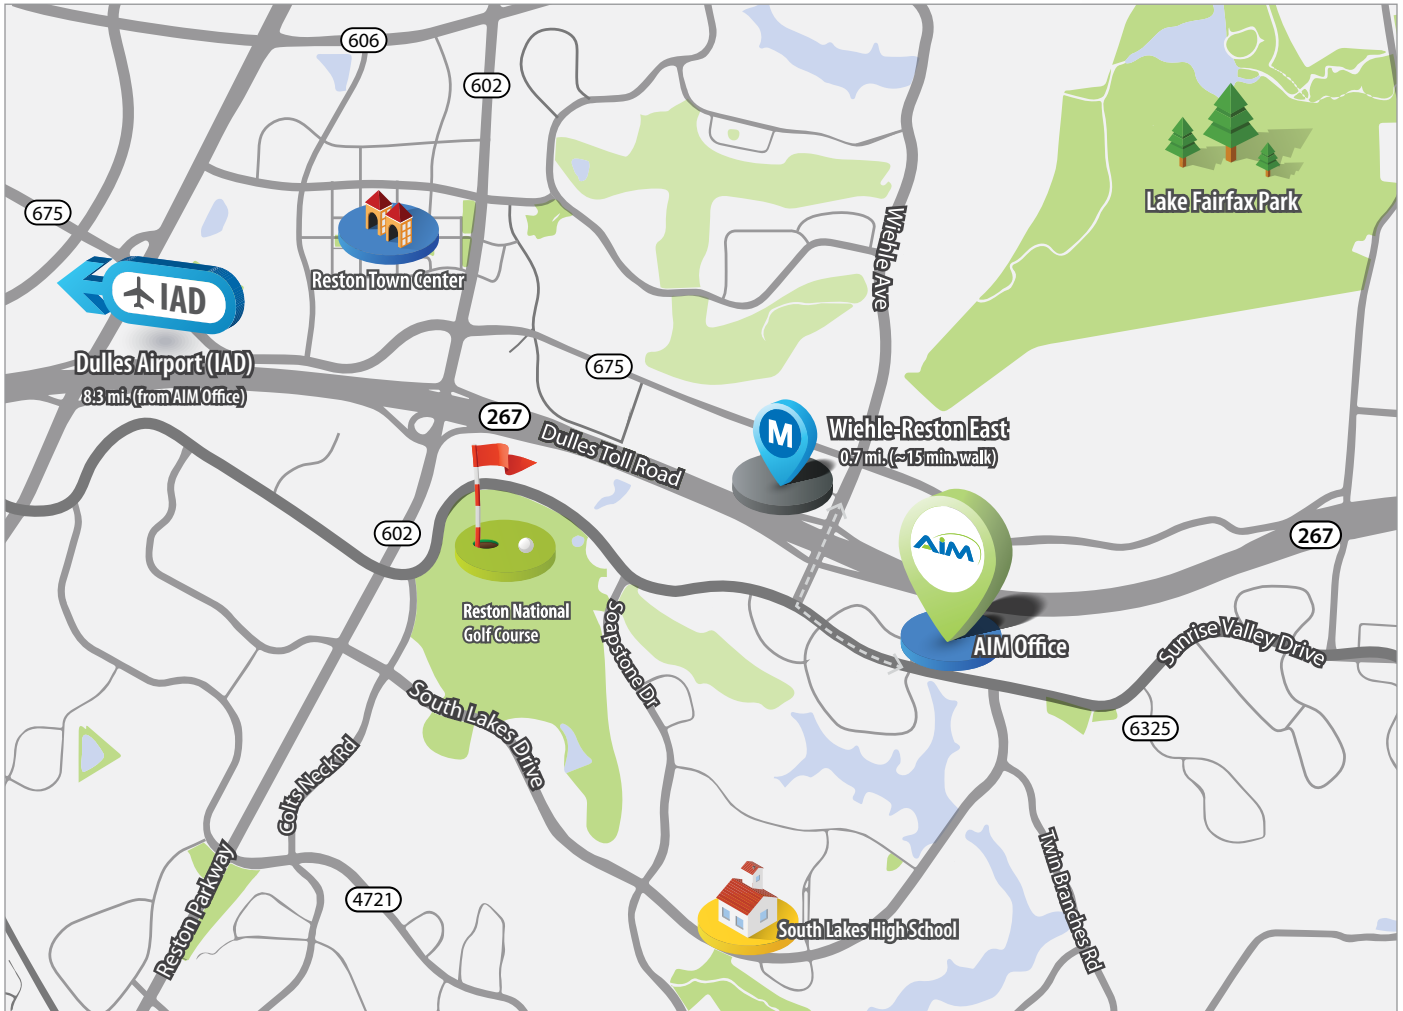 606
602
675
Wiehle Ave
Lake Fairfax Park
Reston Town Center
IAD
Dulles Airport (IAD)
8.3 mi. (from AIM Office)
675
267
Dulles Toll Road
M
Wiehle-Reston East
0.7 mi. (~15 min. walk)
602
AiM
267
Reston National
Golf Course
Soapstone Dr
AIM Office
Sunrise Valley Drive
South Lakes Drive
6325
Colts Neck Rd
Reston Parkway
4721
Twin Branches Rd
South Lakes High School